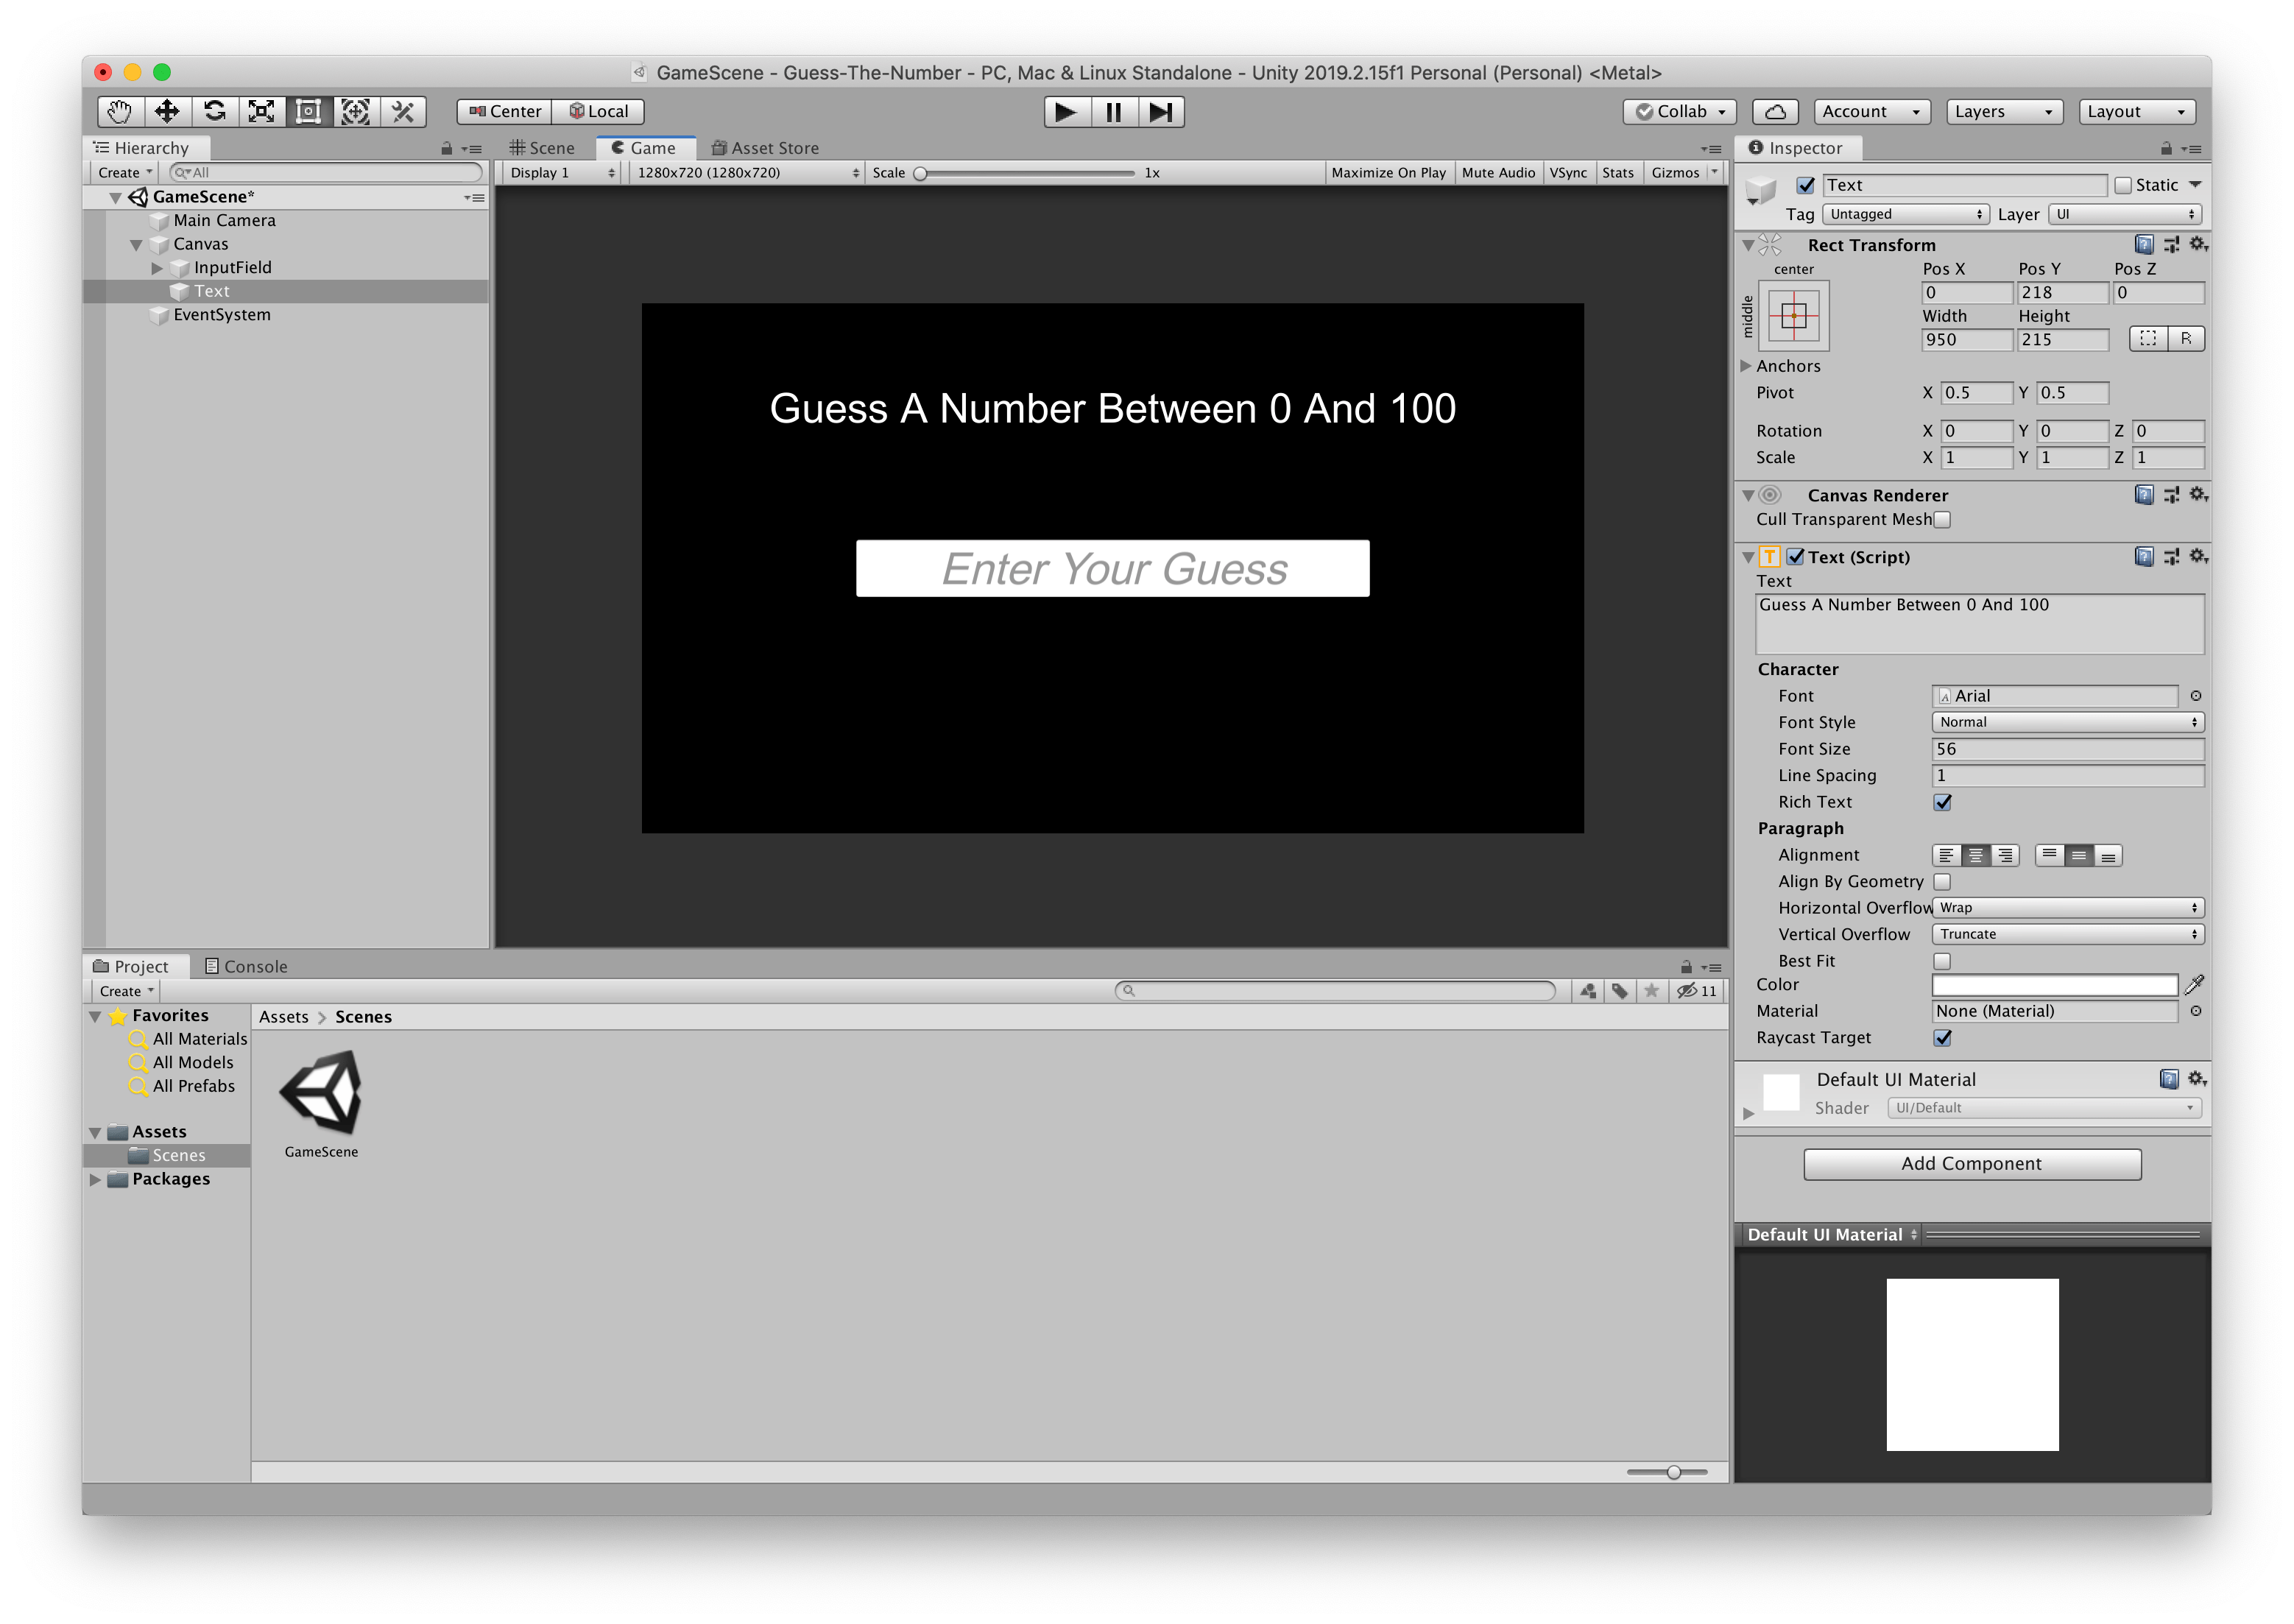 GameScene - Guess-The-Number - PC, Mac & Linux Standalone - Unity 2019.2.15f1 Personal (Personal) <Metal>
Center Local
Collab Account Layers Layout
Hierarchy
Create All
GameScene*
Main Camera
Canvas
InputField
Text
EventSystem
Scene Game Asset Store
Display 1 1280x720 (1280x720) Scale 1x Maximize On Play Mute Audio VSync Stats Gizmos
Guess A Number Between 0 And 100
Enter Your Guess
Inspector
Text Static
Tag Untagged Layer UI
Rect Transform
center
middle
Pos X Pos Y Pos Z
0 218 0
Width Height
950 215 R
Anchors
Pivot X 0.5 Y 0.5
Rotation X 0 Y 0 Z 0
Scale X 1 Y 1 Z 1
Canvas Renderer
Cull Transparent Mesh
T Text (Script)
Text
Guess A Number Between 0 And 100
Character
Font Arial
Font Style Normal
Font Size 56
Line Spacing 1
Rich Text
Paragraph
Alignment
Align By Geometry
Horizontal Overflow Wrap
Vertical Overflow Truncate
Best Fit
Color
Material None (Material)
Raycast Target
Default UI Material
Shader UI/Default
Add Component
Default UI Material
Project Console
Create 11
Favorites
All Materials
All Models
All Prefabs
Assets
Scenes
Packages
Assets > Scenes
GameScene